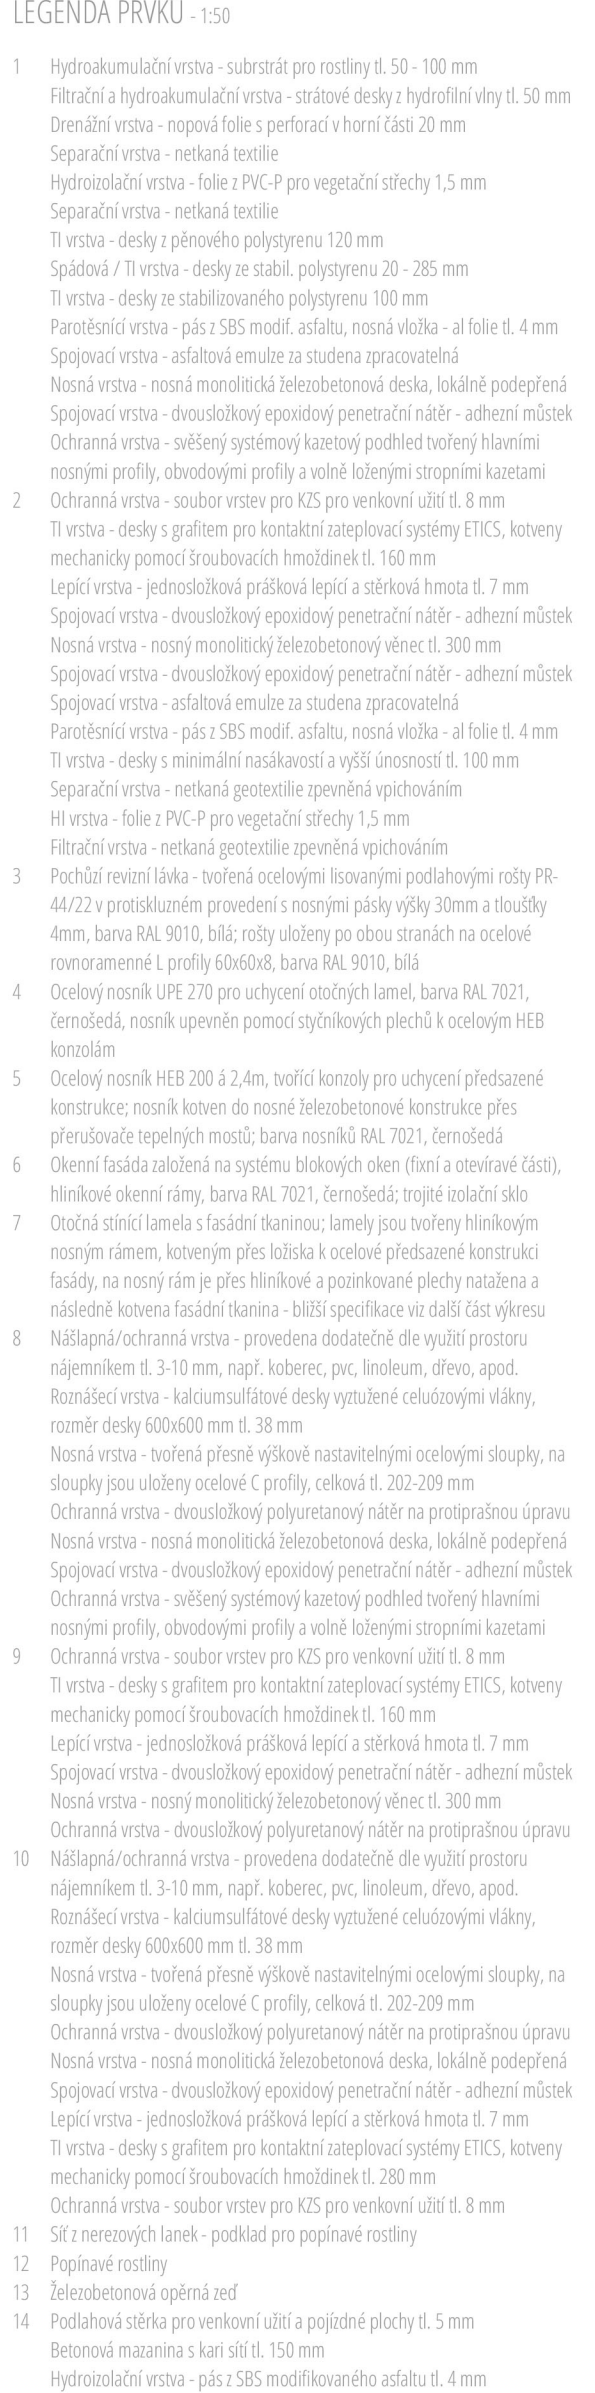 LEGENDA PRVKŮ - 1:50
1 Hydroakumulační vrstva - subrstrát pro rostliny tl. 50 - 100 mm
Filtrační a hydroakumulační vrstva - strátové desky z hydrofilní vlny tl. 50 mm
Drenážní vrstva - nopová folie s perforací v horní části 20 mm
Separační vrstva - netkaná textilie
Hydroizolační vrstva - folie z PVC-P pro vegetační střechy 1,5 mm
Separační vrstva - netkaná textilie
TI vrstva - desky z pěnového polystyrenu 120 mm
Spádová / TI vrstva - desky ze stabil. polystyrenu 20 - 285 mm
TI vrstva - desky ze stabilizovaného polystyrenu 100 mm
Parotěsnící vrstva - pás z SBS modif. asfaltu, nosná vložka - al folie tl. 4 mm
Spojovací vrstva - asfaltová emulze za studena zpracovatelná
Nosná vrstva - nosná monolitická železobetonová deska, lokálně podepřená
Spojovací vrstva - dvousložkový epoxidový penetrační nátěr - adhezní můstek
Ochranná vrstva - svěšený systémový kazetový podhled tvořený hlavními
nosnými profily, obvodovými profily a volně loženými stropními kazetami
2 Ochranná vrstva - soubor vrstev pro KZS pro venkovní užití tl. 8 mm
TI vrstva - desky s grafitem pro kontaktní zateplovací systémy ETICS, kotveny
mechanicky pomocí šroubovacích hmoždinek tl. 160 mm
Lepící vrstva - jednosložková prášková lepící a stěrková hmota tl. 7 mm
Spojovací vrstva - dvousložkový epoxidový penetrační nátěr - adhezní můstek
Nosná vrstva - nosný monolitický železobetonový věnec tl. 300 mm
Spojovací vrstva - dvousložkový epoxidový penetrační nátěr - adhezní můstek
Spojovací vrstva - asfaltová emulze za studena zpracovatelná
Parotěsnící vrstva - pás z SBS modif. asfaltu, nosná vložka - al folie tl. 4 mm
TI vrstva - desky s minimální nasákavostí a vyšší únosností tl. 100 mm
Separační vrstva - netkaná geotextilie zpevněná vpichováním
HI vrstva - folie z PVC-P pro vegetační střechy 1,5 mm
Filtrační vrstva - netkaná geotextilie zpevněná vpichováním
3 Pochůzí revizní lávka - tvořená ocelovými lisovanými podlahovými rošty PR-
44/22 v protiskluzném provedení s nosnými pásky výšky 30mm a tloušťky
4mm, barva RAL 9010, bílá; rošty uloženy po obou stranách na ocelové
rovnoramenné L profily 60x60x8, barva RAL 9010, bílá
4 Ocelový nosník UPE 270 pro uchycení otočných lamel, barva RAL 7021,
černošedá, nosník upevněn pomocí styčníkových plechů k ocelovým HEB
konzolám
5 Ocelový nosník HEB 200 á 2,4m, tvořící konzoly pro uchycení předsazené
konstrukce; nosník kotven do nosné železobetonové konstrukce přes
přerušovače tepelných mostů; barva nosníků RAL 7021, černošedá
6 Okenní fasáda založená na systému blokových oken (fixní a otevíravé části),
hliníkové okenní rámy, barva RAL 7021, černošedá; trojité izolační sklo
7 Otočná stínící lamela s fasádní tkaninou; lamely jsou tvořeny hliníkovým
nosným rámem, kotveným přes ložiska k ocelové předsazené konstrukci
fasády, na nosný rám je přes hliníkové a pozinkované plechy natažena a
následně kotvena fasádní tkanina - bližší specifikace viz další část výkresu
8 Nášlapná/ochranná vrstva - provedena dodatečně dle využití prostoru
nájemníkem tl. 3-10 mm, např. koberec, pvc, linoleum, dřevo, apod.
Roznášecí vrstva - kalciumsulfátové desky vyztužené celuózovými vlákny,
rozměr desky 600x600 mm tl. 38 mm
Nosná vrstva - tvořená přesně výškově nastavitelnými ocelovými sloupky, na
sloupky jsou uloženy ocelové C profily, celková tl. 202-209 mm
Ochranná vrstva - dvousložkový polyuretanový nátěr na protiprašnou úpravu
Nosná vrstva - nosná monolitická železobetonová deska, lokálně podepřená
Spojovací vrstva - dvousložkový epoxidový penetrační nátěr - adhezní můstek
Ochranná vrstva - svěšený systémový kazetový podhled tvořený hlavními
nosnými profily, obvodovými profily a volně loženými stropními kazetami
9 Ochranná vrstva - soubor vrstev pro KZS pro venkovní užití tl. 8 mm
TI vrstva - desky s grafitem pro kontaktní zateplovací systémy ETICS, kotveny
mechanicky pomocí šroubovacích hmoždinek tl. 160 mm
Lepící vrstva - jednosložková prášková lepící a stěrková hmota tl. 7 mm
Spojovací vrstva - dvousložkový epoxidový penetrační nátěr - adhezní můstek
Nosná vrstva - nosný monolitický železobetonový věnec tl. 300 mm
Ochranná vrstva - dvousložkový polyuretanový nátěr na protiprašnou úpravu
10 Nášlapná/ochranná vrstva - provedena dodatečně dle využití prostoru
nájemníkem tl. 3-10 mm, např. koberec, pvc, linoleum, dřevo, apod.
Roznášecí vrstva - kalciumsulfátové desky vyztužené celuózovými vlákny,
rozměr desky 600x600 mm tl. 38 mm
Nosná vrstva - tvořená přesně výškově nastavitelnými ocelovými sloupky, na
sloupky jsou uloženy ocelové C profily, celková tl. 202-209 mm
Ochranná vrstva - dvousložkový polyuretanový nátěr na protiprašnou úpravu
Nosná vrstva - nosná monolitická železobetonová deska, lokálně podepřená
Spojovací vrstva - dvousložkový epoxidový penetrační nátěr - adhezní můstek
Lepící vrstva - jednosložková prášková lepící a stěrková hmota tl. 7 mm
TI vrstva - desky s grafitem pro kontaktní zateplovací systémy ETICS, kotveny
mechanicky pomocí šroubovacích hmoždinek tl. 280 mm
Ochranná vrstva - soubor vrstev pro KZS pro venkovní užití tl. 8 mm
11 Síť z nerezových lanek - podklad pro popínavé rostliny
12 Popínavé rostliny
13 Železobetonová opěrná zeď
14 Podlahová stěrka pro venkovní užití a pojízdné plochy tl. 5 mm
Betonová mazanina s kari sítí tl. 150 mm
Hydroizolační vrstva - pás z SBS modifikovaného asfaltu tl. 4 mm